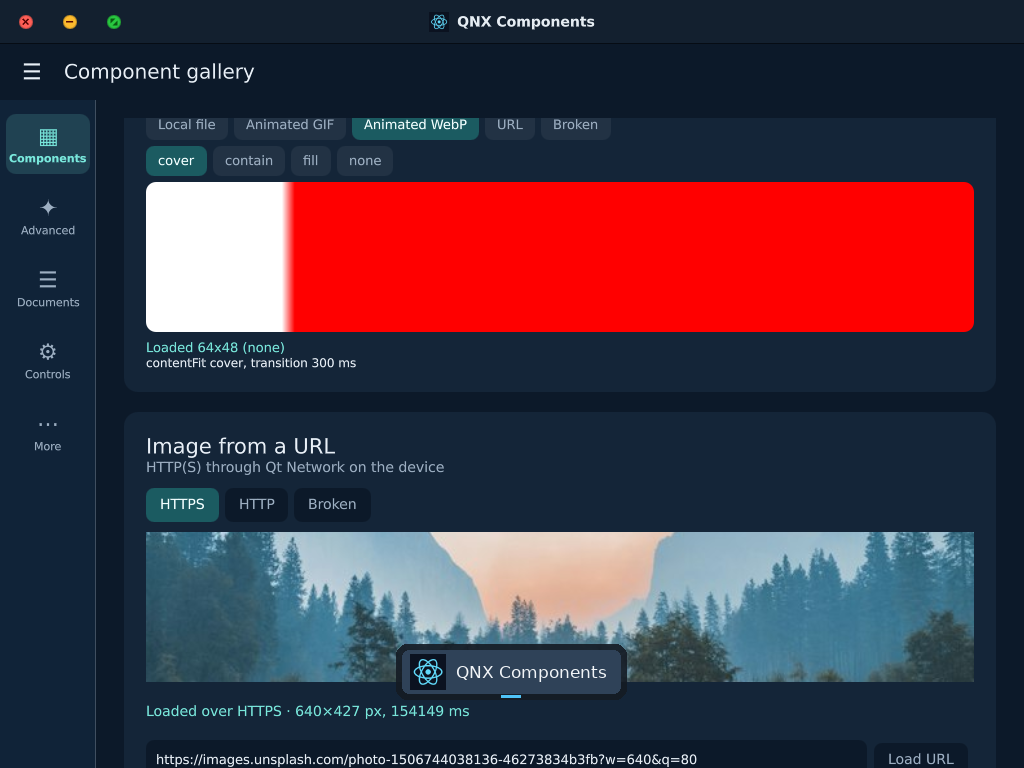 QNX Components
Component gallery
Components
Advanced
Documents
Controls
More
Local file Animated GIF Animated WebP URL Broken
cover contain fill none
Loaded 64x48 (none)
contentFit cover, transition 300 ms
Image from a URL
HTTP(S) through Qt Network on the device
HTTPS HTTP Broken
QNX Components
Loaded over HTTPS · 640×427 px, 154149 ms
https://images.unsplash.com/photo-1506744038136-46273834b3fb?w=640&q=80 Load URL